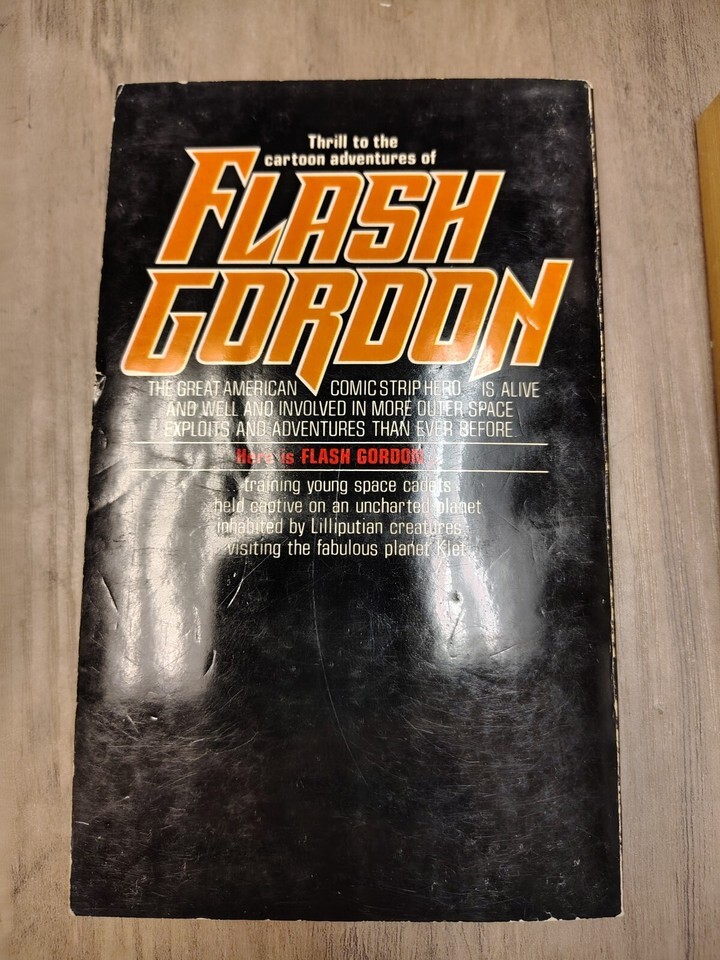 Thrill to the
cartoon adventures of
FLASH
GORDON
THE GREAT AMERICAN COMIC STRIP HERO... IS ALIVE
AND WELL AND INVOLVED IN MORE OUTER SPACE
EXPLOITS AND ADVENTURES THAN EVER BEFORE.
Here is FLASH GORDON...
training young space cadets
held captive on an uncharted planet
inhabited by Lilliputian creatures
visiting the fabulous planet Klet